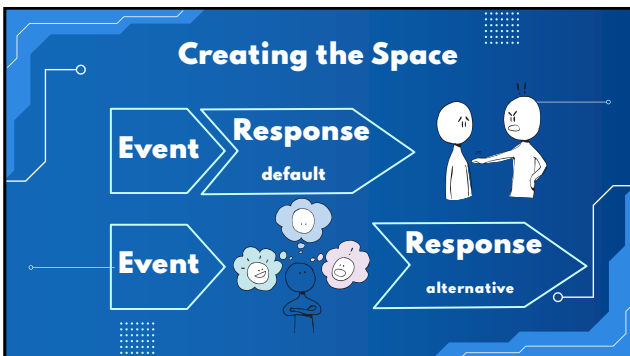 Creating the Space
Event
Response
default
! !
Event
Response
alternative